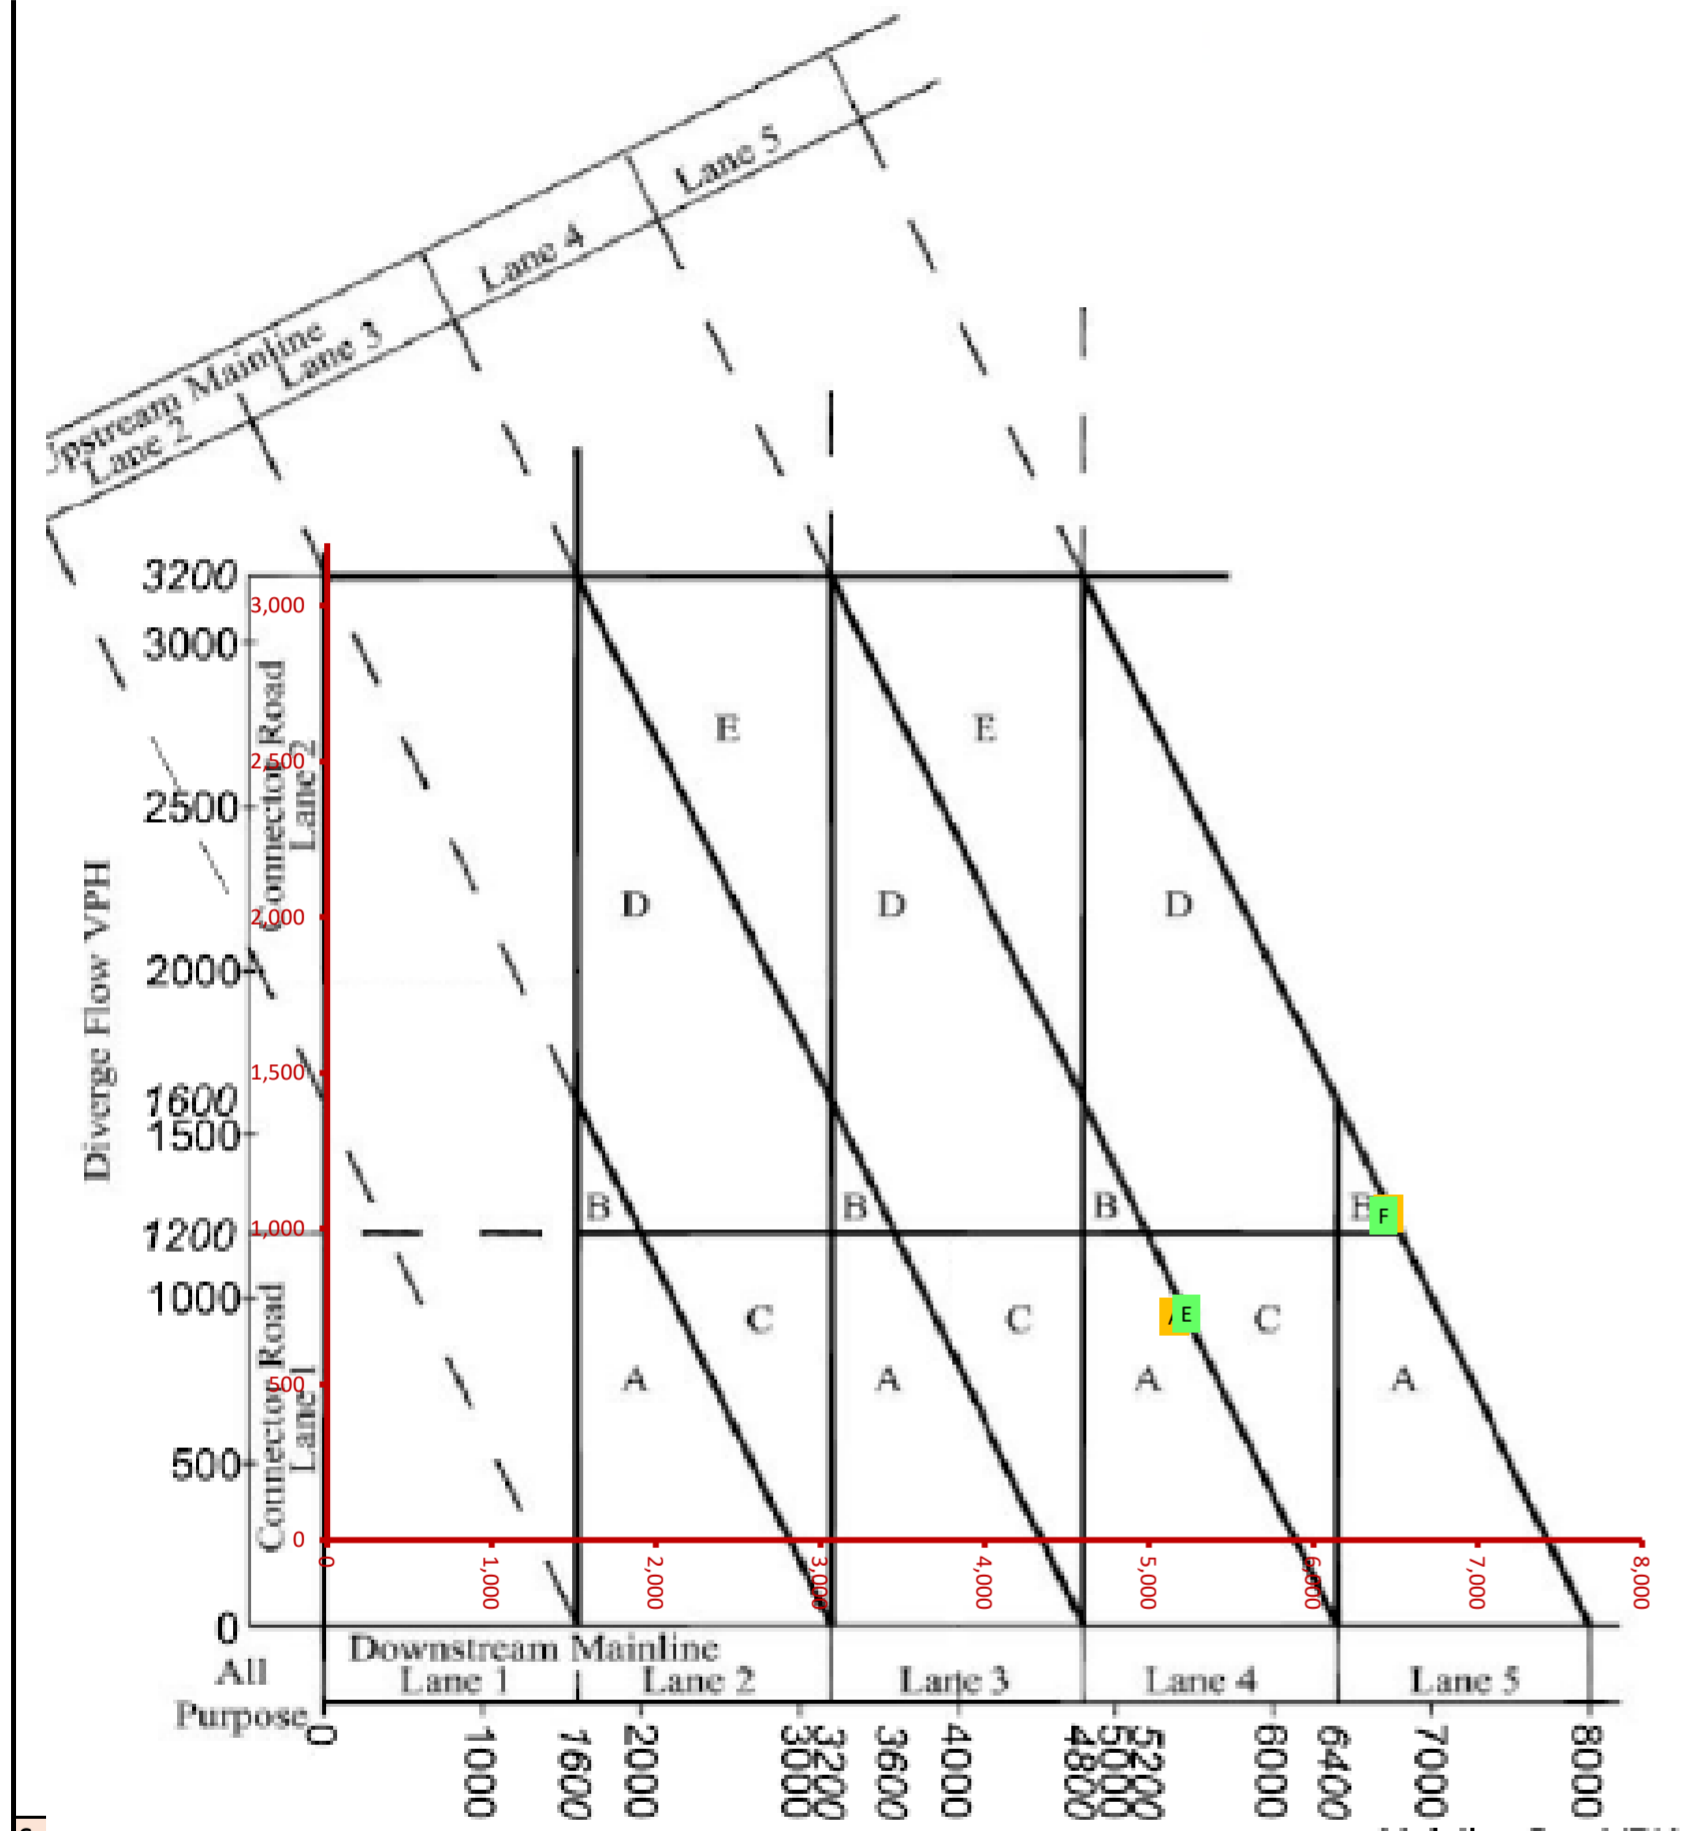 Lane 5
Lane 4
Upstream Mainline
Lane 3
Lane 2
3200
3,000
3000
Connector Road
Lane 2
2,500
2500
E E
Diverge Flow VPH
D D D
2,000
2000
1,500
1600
1500
B B B
F
1200
1,000
1000
Connector Road
Lane 1
C C C
E
A A A A
500
500
0
0 1,000 2,000 3,000 4,000 5,000 6,000 7,000 8,000
0
Downstream Mainline
All
Purpose
Lane 1 Lane 2 Lane 3 Lane 4 Lane 5
0 1000 1600 2000 3000 3200 3600 4000 4800 5000 5200 6000 6400 7000 8000